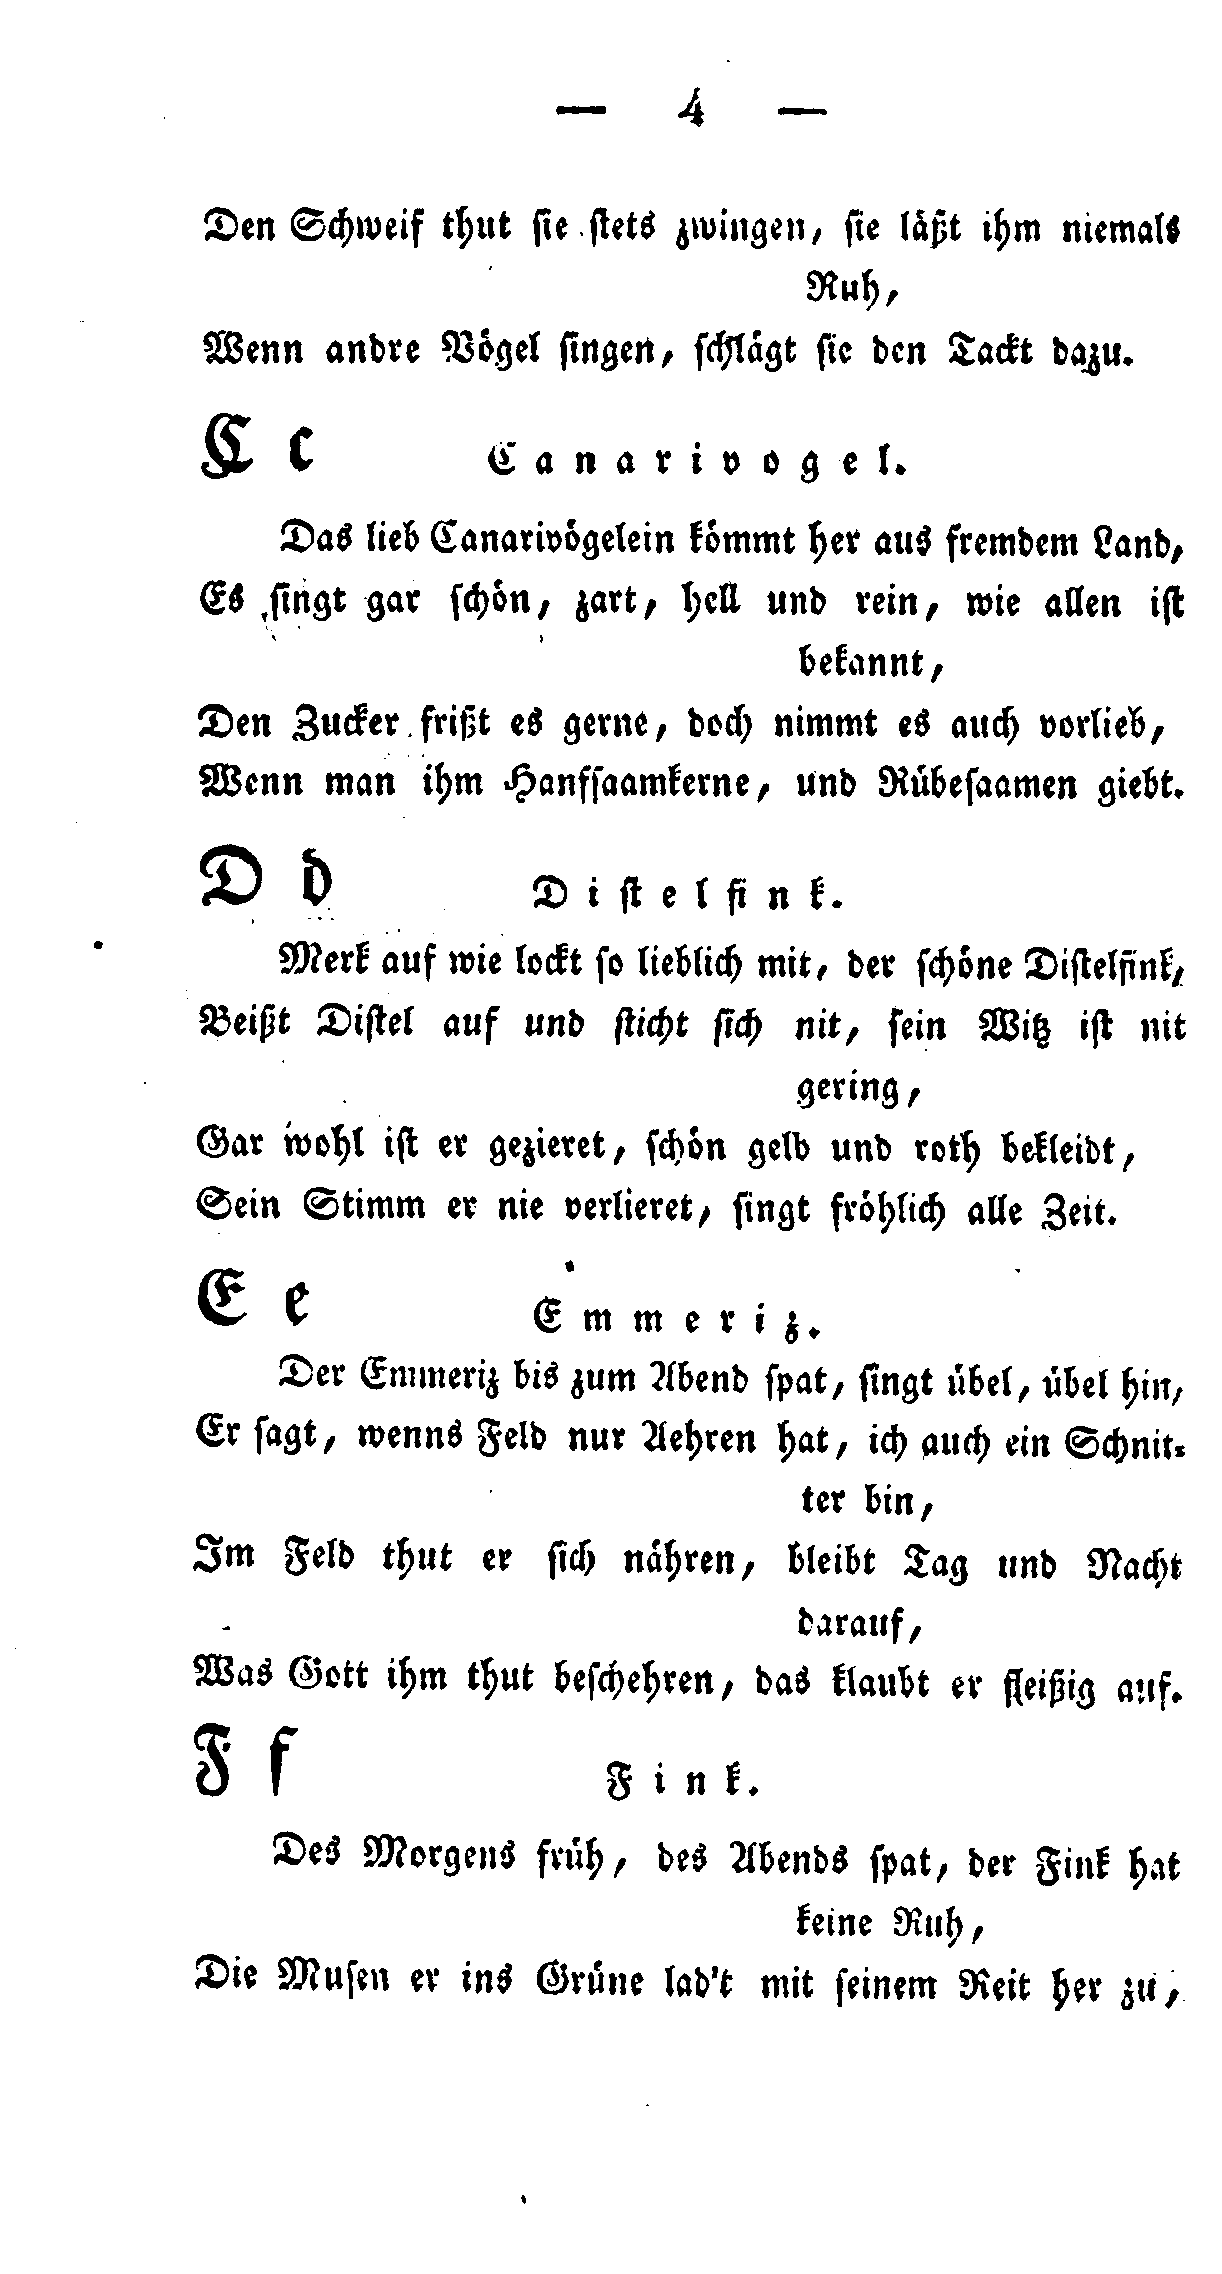 — 4 —
Den Schweif thut sie stets zwingen, sie läßt ihm niemals
Ruh,
Wenn andre Vögel singen, schlägt sie den Tackt dazu.
C c Canarivogel.
Das lieb Canarivögelein kömmt her aus fremdem Land,
Es singt gar schön, zart, hell und rein, wie allen ist
bekannt,
Den Zucker frißt es gerne, doch nimmt es auch vorlieb,
Wenn man ihm Hanfsaamkerne, und Rübesaamen giebt.
D d Distelfink.
Merk auf wie lockt so lieblich mit, der schöne Distelfink,
Beißt Distel auf und sticht sich nit, sein Witz ist nit
gering,
Gar wohl ist er gezieret, schön gelb und roth bekleidt,
Sein Stimm er nie verlieret, singt fröhlich alle Zeit.
E e Emmeriz.
Der Emmeriz bis zum Abend spat, singt übel, übel hin,
Er sagt, wenns Feld nur Aehren hat, ich auch ein Schnit-
ter bin,
Im Feld thut er sich nähren, bleibt Tag und Nacht
darauf,
Was Gott ihm thut beschehren, das klaubt er fleißig auf.
F f Fink.
Des Morgens früh, des Abends spat, der Fink hat
keine Ruh,
Die Musen er ins Grüne lad't mit seinem Reit her zu,